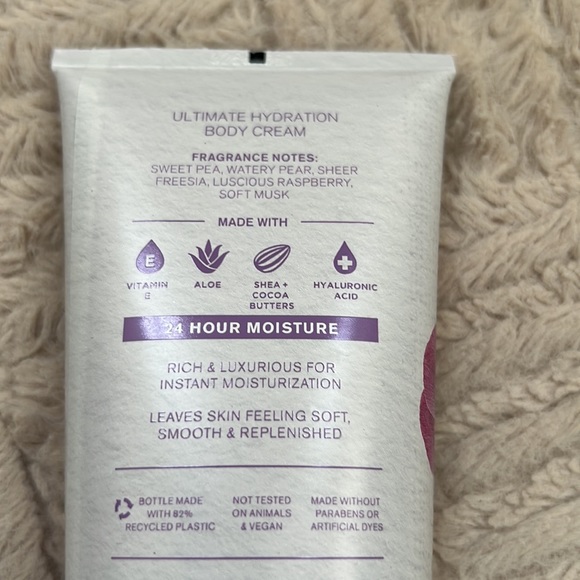 ULTIMATE HYDRATION
BODY CREAM
FRAGRANCE NOTES:
SWEET PEA, WATERY PEAR, SHEER
FREESIA, LUSCIOUS RASPBERRY,
SOFT MUSK
MADE WITH
E
VITAMIN
E
ALOE
SHEA +
COCOA
BUTTERS
HYALURONIC
ACID
24 HOUR MOISTURE
RICH & LUXURIOUS FOR
INSTANT MOISTURIZATION
LEAVES SKIN FEELING SOFT,
SMOOTH & REPLENISHED
BOTTLE MADE
WITH 82%
RECYCLED PLASTIC
NOT TESTED
ON ANIMALS
& VEGAN
MADE WITHOUT
PARABENS OR
ARTIFICIAL DYES